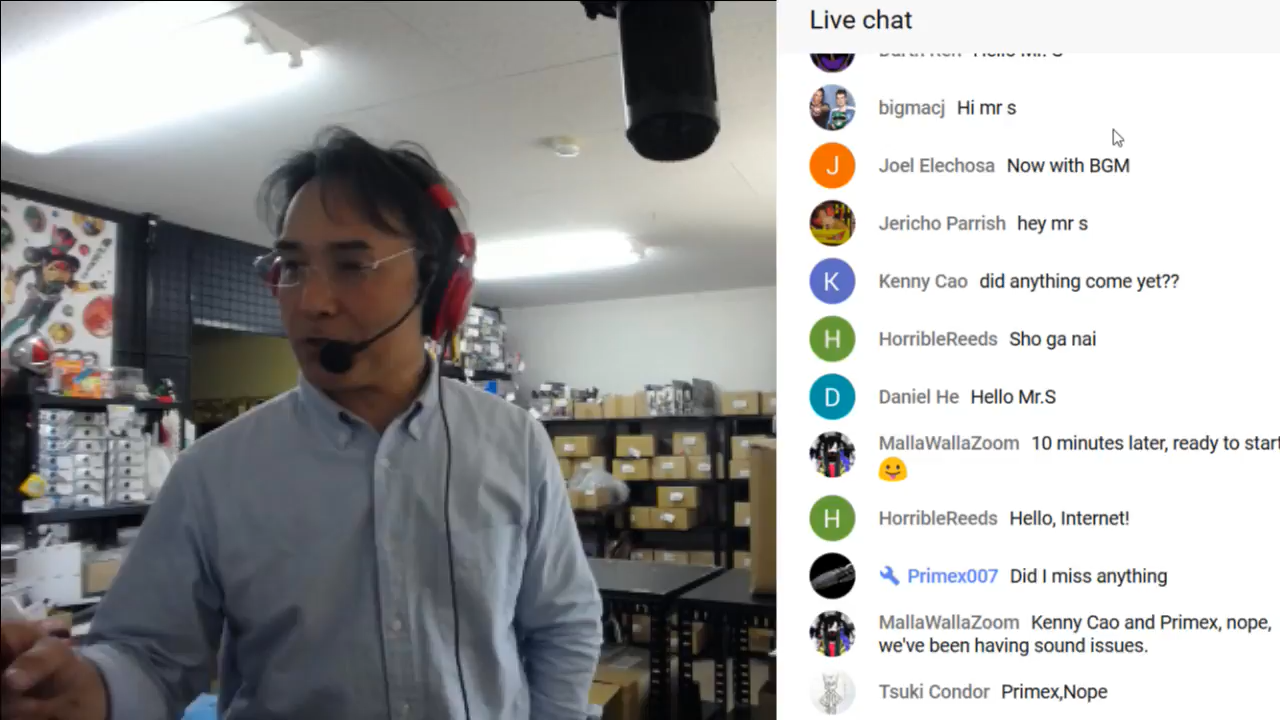 Live chat
bigmacj Hi mr s
Joel Elechosa Now with BGM
J
Jericho Parrish hey mr s
K
Kenny Cao did anything come yet??
H
HorribleReeds Sho ga nai
D
Daniel He Hello Mr.S
MallaWallaZoom 10 minutes later, ready to start
H
HorribleReeds Hello, Internet!
Primex007 Did I miss anything
MallaWallaZoom Kenny Cao and Primex, nope,
we've been having sound issues.
Tsuki Condor Primex,Nope